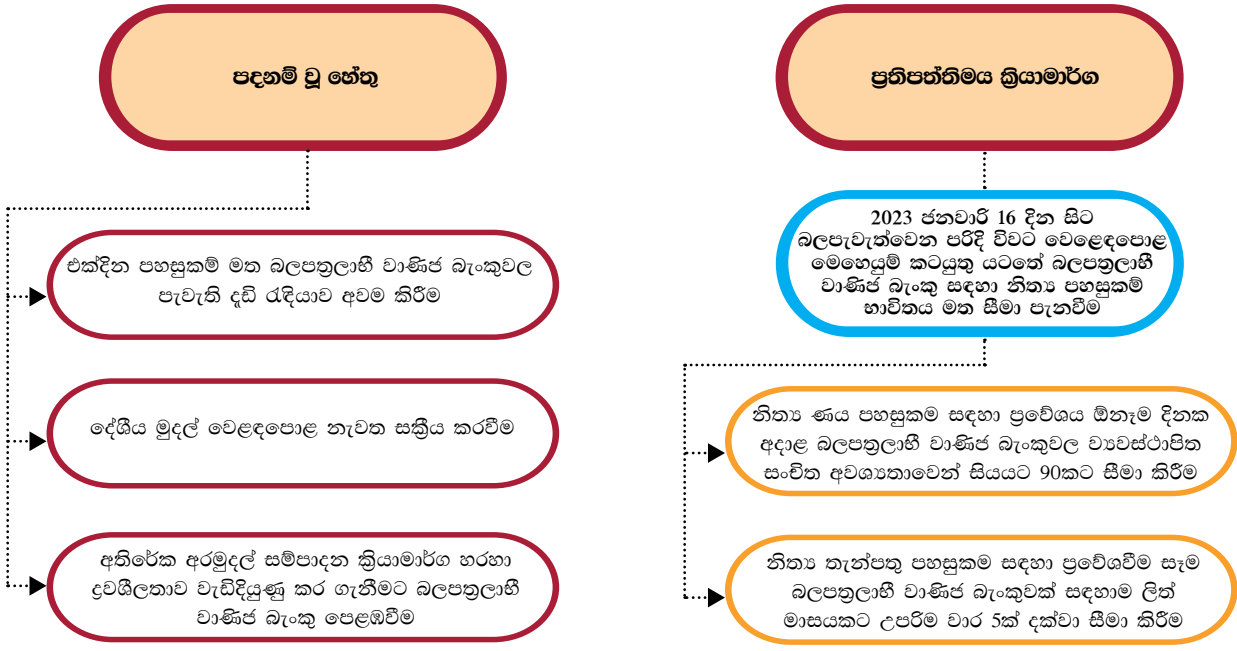 පදනම් වූ හේතු
එක්දින පහසුකම් මත බලපත්‍රලාභී වාණිජ බැංකුවල
පැවැති දැඩි රැඳියාව අවම කිරීම
දේශීය මුදල් වෙළඳපොළ නැවත සක්‍රීය කරවීම
අතිරේක අරමුදල් සම්පාදන ක්‍රියාමාර්ග හරහා
ද්‍රවශීලතාව වැඩිදියුණු කර ගැනීමට බලපත්‍රලාභී
වාණිජ බැංකු පෙළඹවීම
ප්‍රතිපත්තිමය ක්‍රියාමාර්ග
2023 ජනවාරි 16 දින සිට
බලපැවැත්වෙන පරිදි විවට වෙළෙඳපොළ
මෙහෙයුම් කටයුතු යටතේ බලපත්‍රලාභී
වාණිජ බැංකු සඳහා නිත්‍ය පහසුකම්
භාවිතය මත සීමා පැනවීම
නිත්‍ය ණය පහසුකම සඳහා ප්‍රවේශය ඕනෑම දිනක
අදාළ බලපත්‍රලාභී වාණිජ බැංකුවල ව්‍යවස්ථාපිත
සංචිත අවශ්‍යතාවෙන් සියයට 90කට සීමා කිරීම
නිත්‍ය තැන්පතු පහසුකම සඳහා ප්‍රවේශවීම සෑම
බලපත්‍රලාභී වාණිජ බැංකුවක් සඳහාම ලිත්
මාසයකට උපරිම වාර 5ක් දක්වා සීමා කිරීම